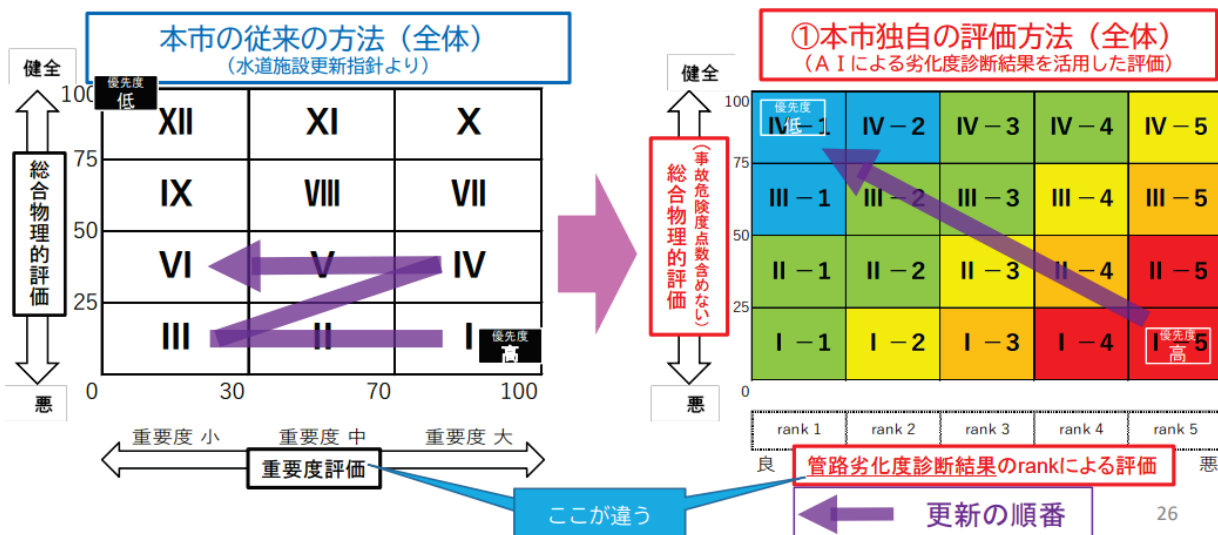 本市の従来の方法（全体）
（水道施設更新指針より）
健全
総合物理的評価
悪
100
75
50
25
0
優先度
低
XII
XI
X
IX
VIII
VII
VI
V
IV
III
II
I
優先度
高
30
70
100
重要度 小
重要度 中
重要度 大
重要度評価
①本市独自の評価方法（全体）
（ＡＩによる劣化度診断結果を活用した評価）
健全
総合物理的評価
（事故危険度点数含めない）
悪
100
75
50
25
0
優先度
低
IV－1
IV－2
IV－3
IV－4
IV－5
III－1
III－2
III－3
III－4
III－5
II－1
II－2
II－3
II－4
II－5
I－1
I－2
I－3
I－4
I－5
優先度
高
rank 1
rank 2
rank 3
rank 4
rank 5
良
管路劣化度診断結果のrankによる評価
悪
ここが違う
更新の順番
26